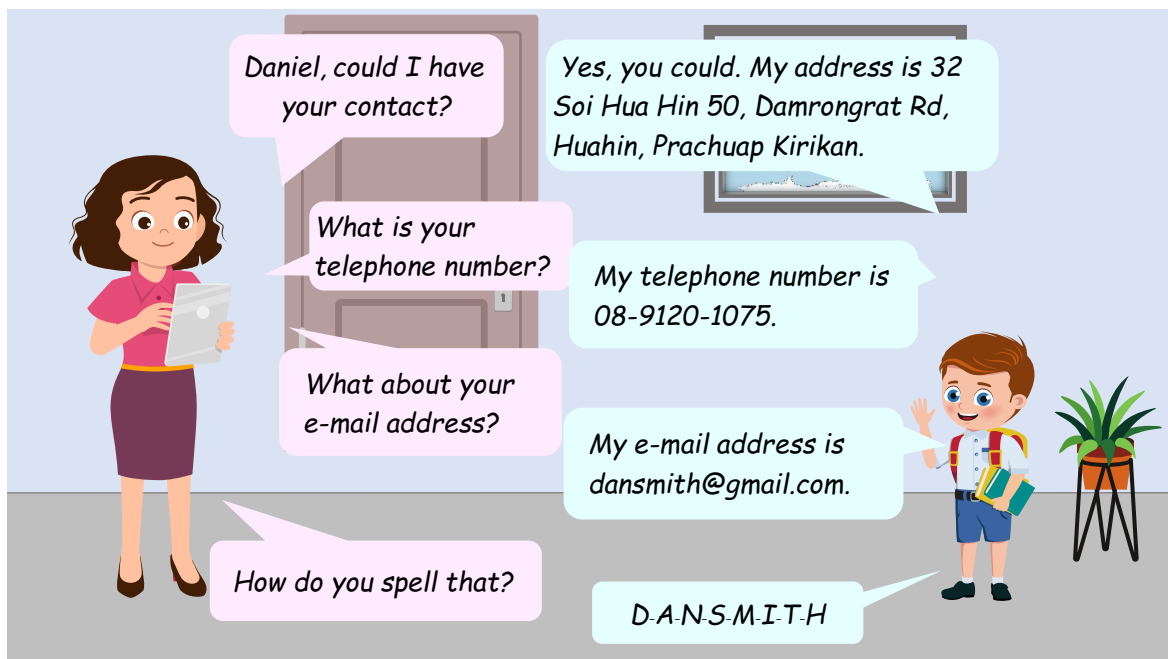 Daniel, could I have
your contact?
Yes, you could. My address is 32
Soi Hua Hin 50, Damrongrat Rd,
Huahin, Prachuap Kirikan.
What is your
telephone number?
My telephone number is
08-9120-1075.
What about your
e-mail address?
My e-mail address is
dansmith@gmail.com.
How do you spell that?
D-A-N-S-M-I-T-H